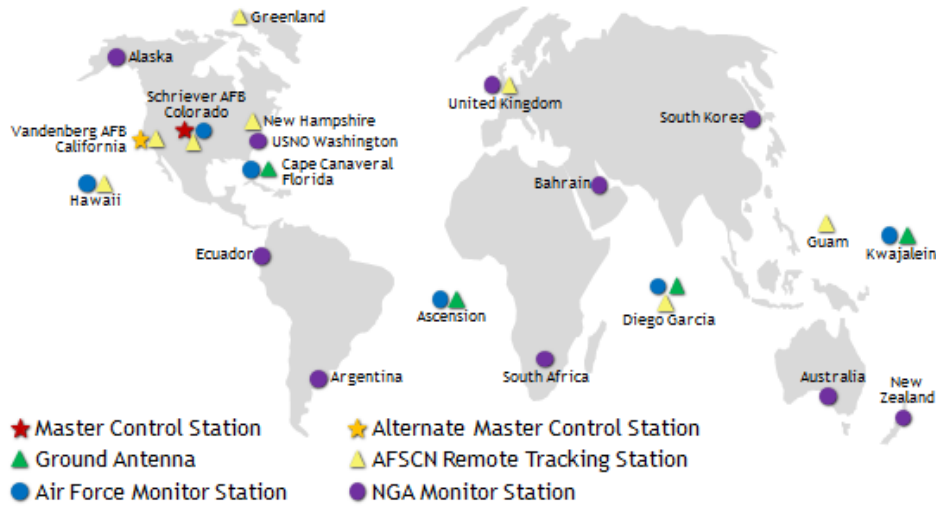 Greenland
Alaska
Schriever AFB
Colorado
New Hampshire
USNO Washington
Vandenberg AFB
California
Cape Canaveral
Florida
Hawaii
United Kingdom
South Korea
Bahrain
Guam
Kwajalein
Ecuador
Ascension
Diego Garcia
Argentina
South Africa
Australia
New
Zealand
Master Control Station
Alternate Master Control Station
Ground Antenna
AFSCN Remote Tracking Station
Air Force Monitor Station
NGA Monitor Station